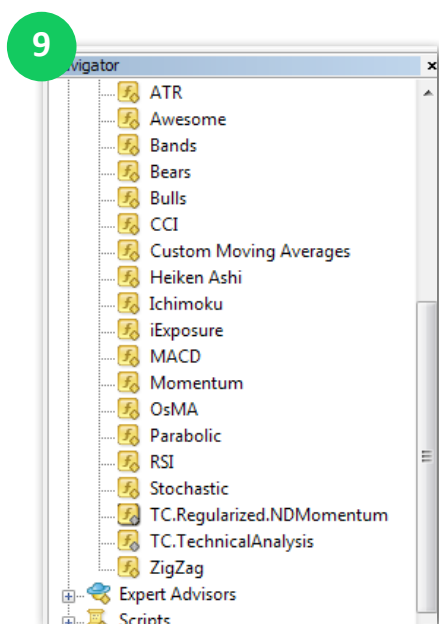 9
vigator
ATR
Awesome
Bands
Bears
Bulls
CCI
Custom Moving Averages
Heiken Ashi
Ichimoku
iExposure
MACD
Momentum
OsMA
Parabolic
RSI
Stochastic
TC.Regularized.NDMomentum
TC.TechnicalAnalysis
ZigZag
Expert Advisors
Scripts